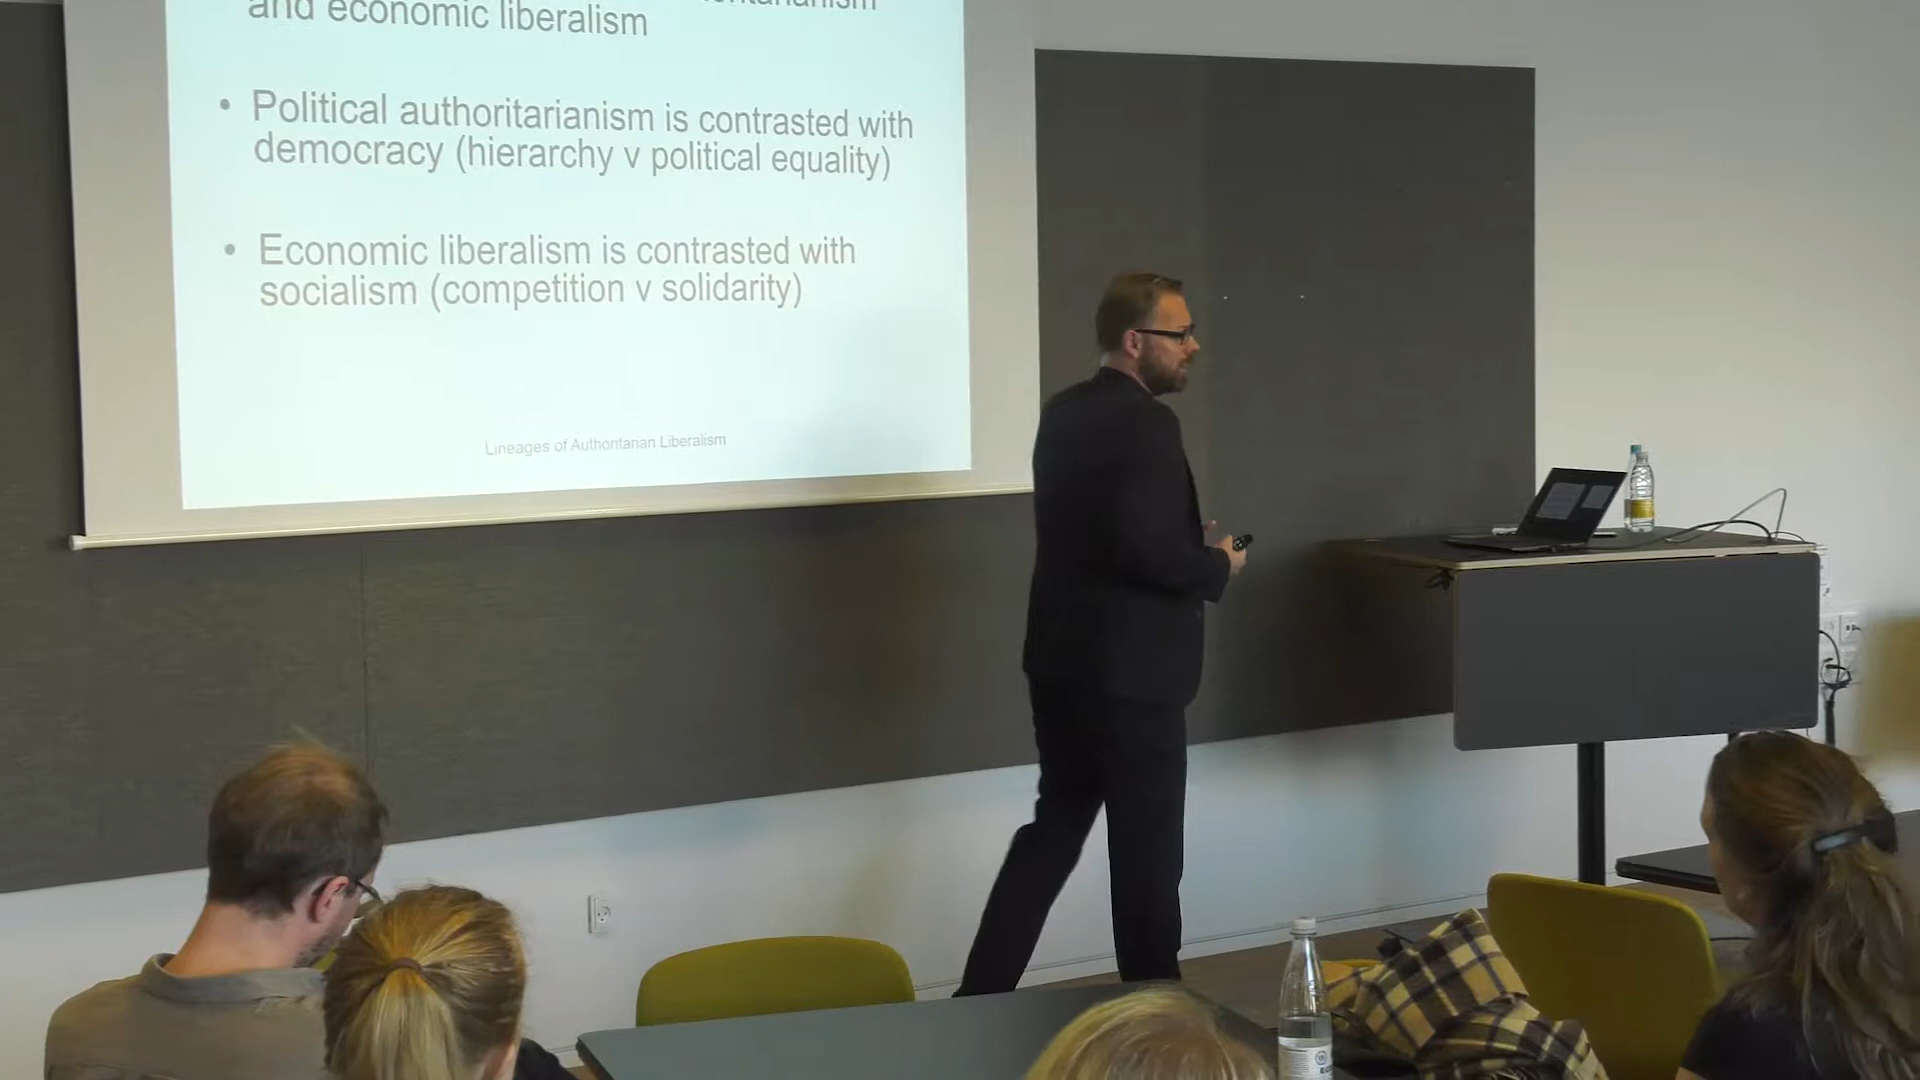 and economic liberalism
• Political authoritarianism is contrasted with
democracy (hierarchy v political equality)
• Economic liberalism is contrasted with
socialism (competition v solidarity)
Lineages of Authoritarian Liberalism